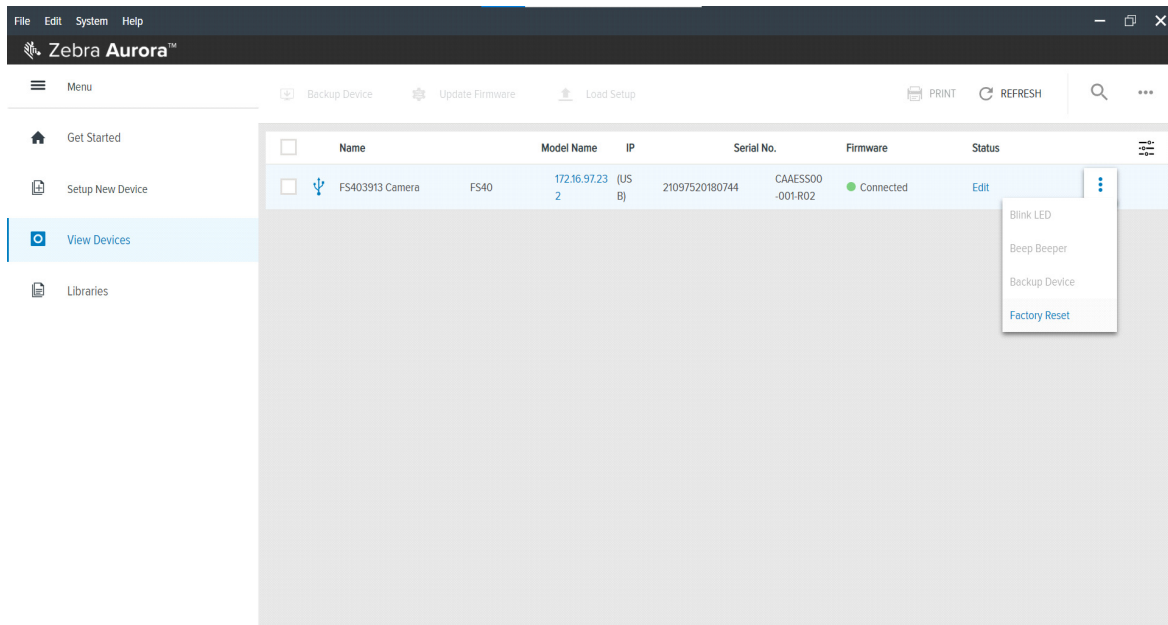 File Edit System Help
Zebra Aurora™
Menu
Backup Device Update Firmware Load Setup PRINT REFRESH
Get Started
Setup New Device
View Devices
Libraries
Name Model Name IP Serial No. Firmware Status
FS403913 Camera FS40 172.16.97.23 (US 21097520180744 CAAESS00 Connected Edit
2 B) -001-R02
Blink LED
Beep Beeper
Backup Device
Factory Reset